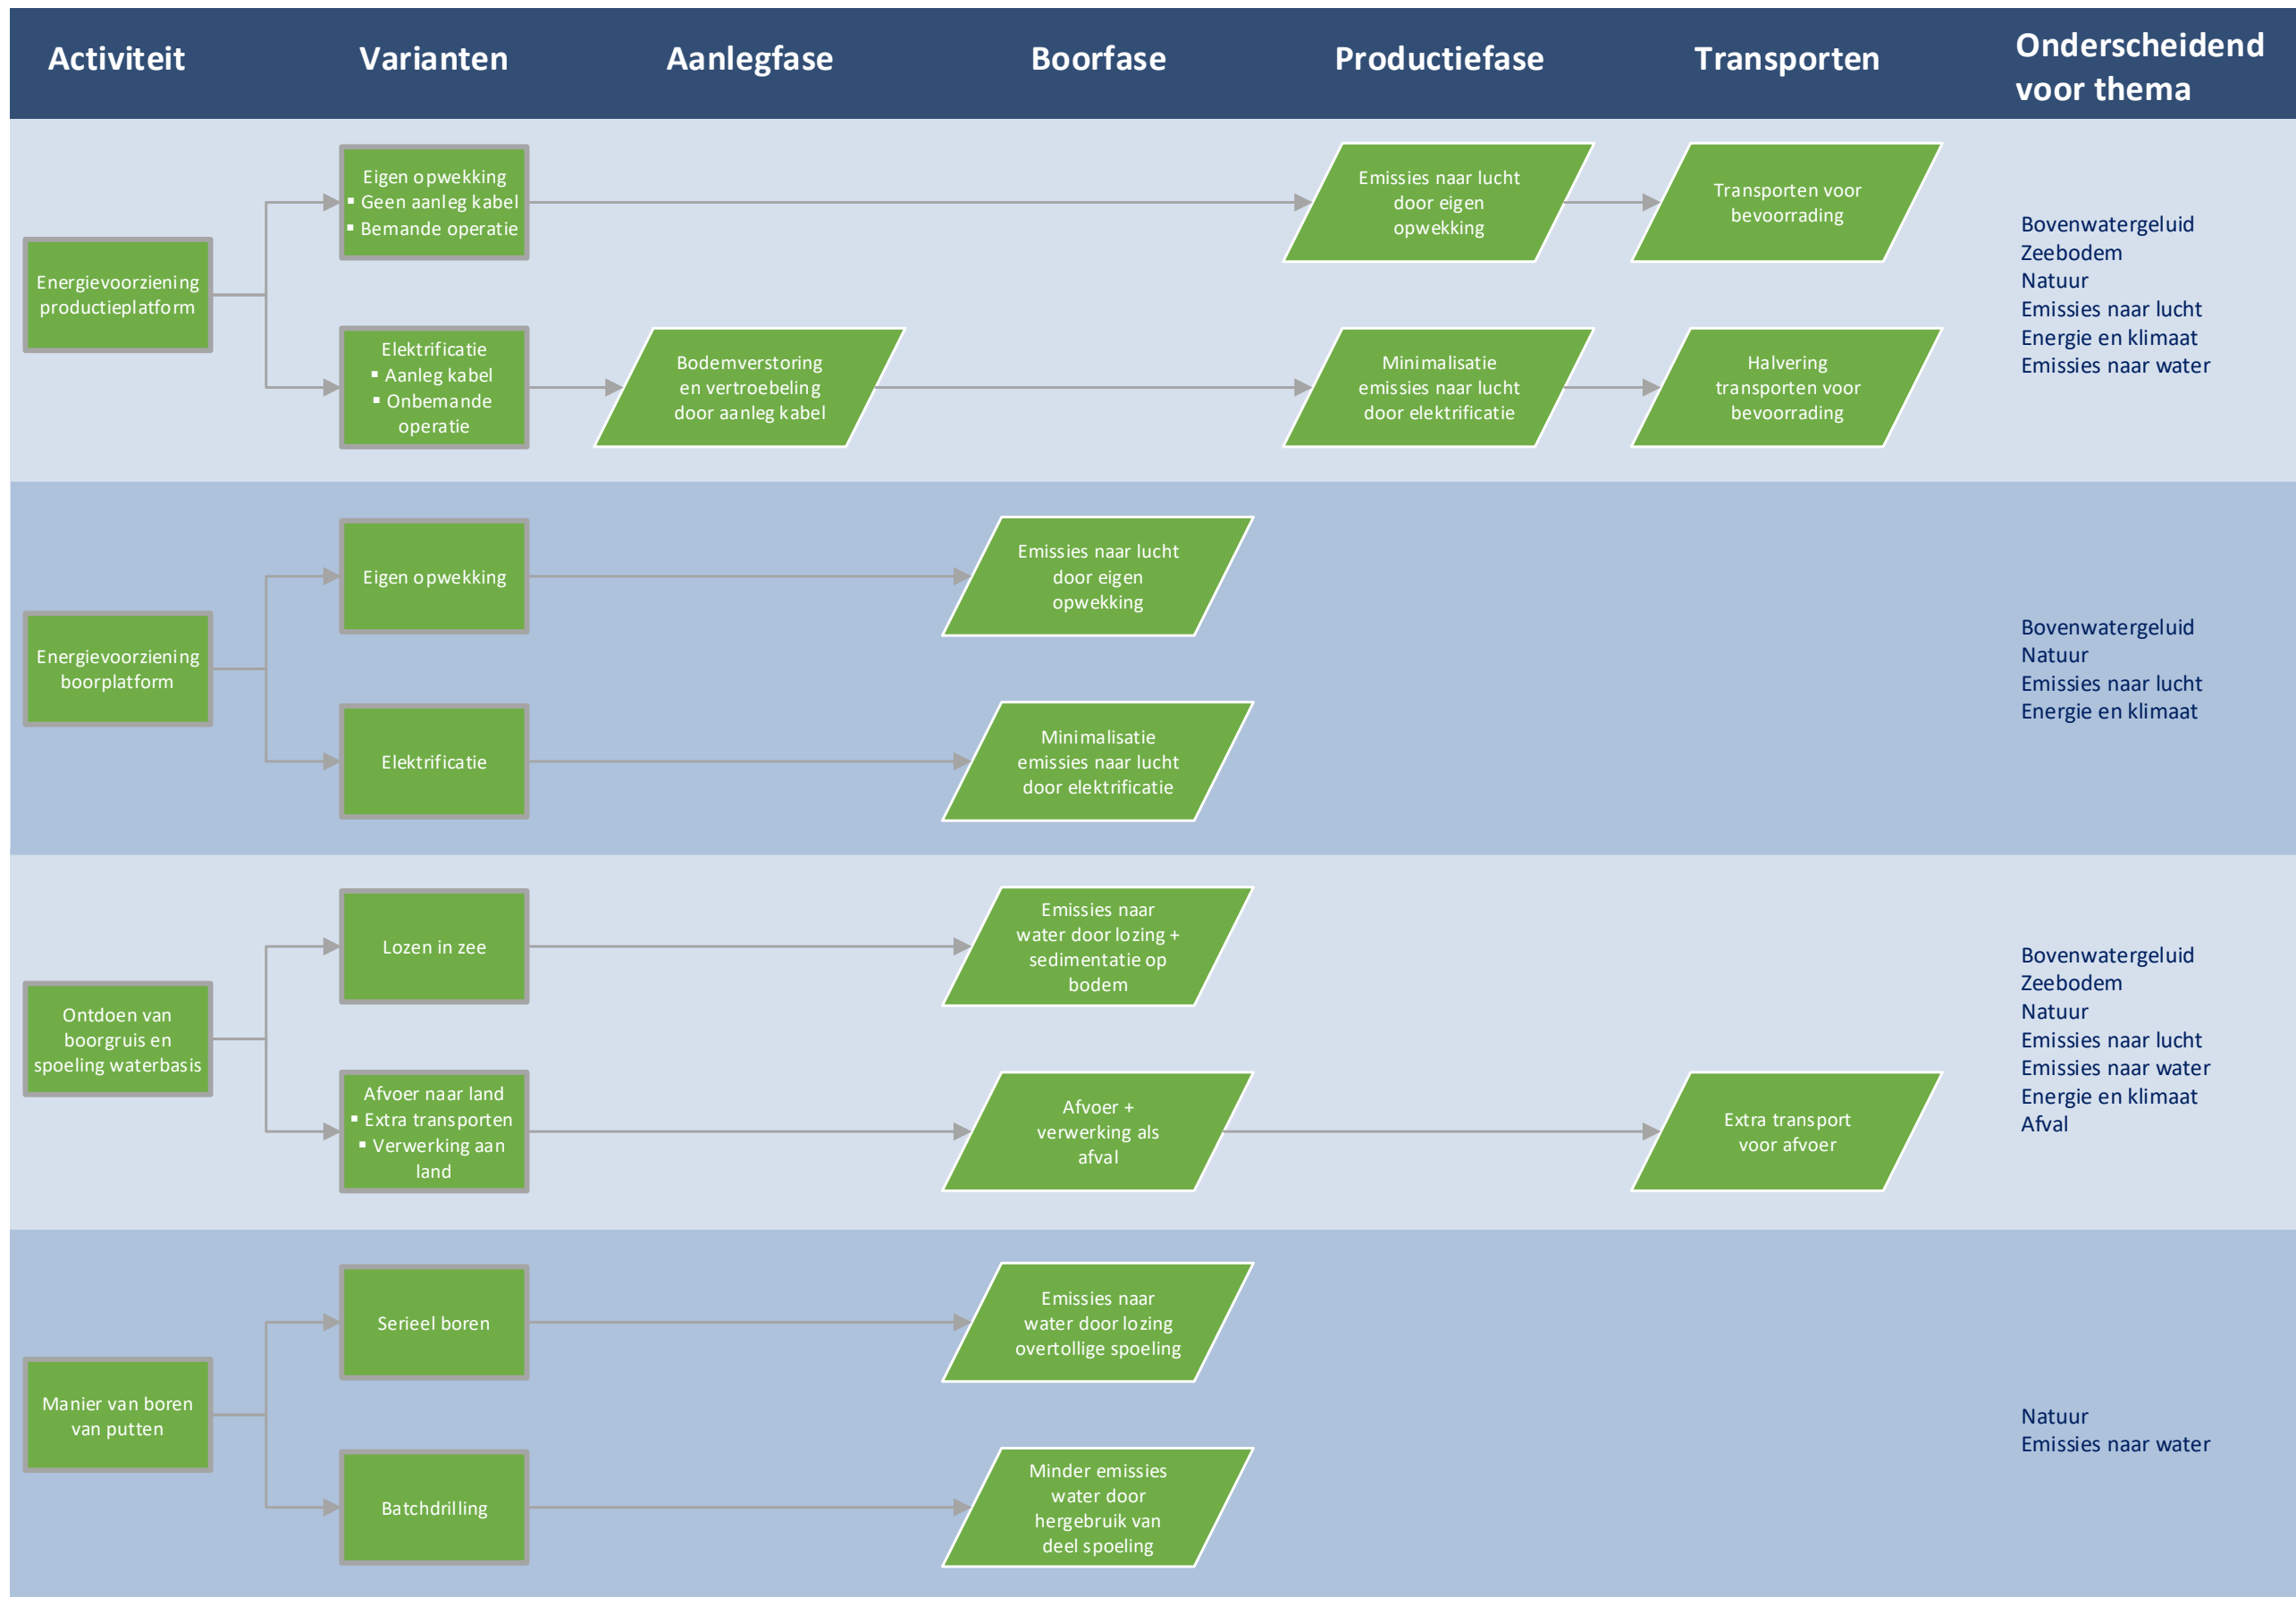 Activiteit
Varianten
Aanlegfase
Boorfase
Productiefase
Transporten
Onderscheidend
voor thema
Energievoorziening
productieplatform
Eigen opwekking
▪ Geen aanleg kabel
▪ Bemande operatie
Emissies naar lucht
door eigen
opwekking
Transporten voor
bevoorrading
Elektrificatie
▪ Aanleg kabel
▪ Onbemande
operatie
Bodemverstoring
en vertroebeling
door aanleg kabel
Minimalisatie
emissies naar lucht
door elektrificatie
Halvering
transporten voor
bevoorrading
Bovenwatergeluid
Zeebodem
Natuur
Emissies naar lucht
Energie en klimaat
Emissies naar water
Energievoorziening
boorplatform
Eigen opwekking
Emissies naar lucht
door eigen
opwekking
Elektrificatie
Minimalisatie
emissies naar lucht
door elektrificatie
Bovenwatergeluid
Natuur
Emissies naar lucht
Energie en klimaat
Ontdoen van
boorgruis en
spoeling waterbasis
Lozen in zee
Emissies naar
water door lozing +
sedimentatie op
bodem
Afvoer naar land
▪ Extra transporten
▪ Verwerking aan
land
Afvoer +
verwerking als
afval
Extra transport
voor afvoer
Bovenwatergeluid
Zeebodem
Natuur
Emissies naar lucht
Emissies naar water
Energie en klimaat
Afval
Manier van boren
van putten
Serieel boren
Emissies naar
water door lozing
overtollige spoeling
Batchdrilling
Minder emissies
water door
hergebruik van
deel spoeling
Natuur
Emissies naar water